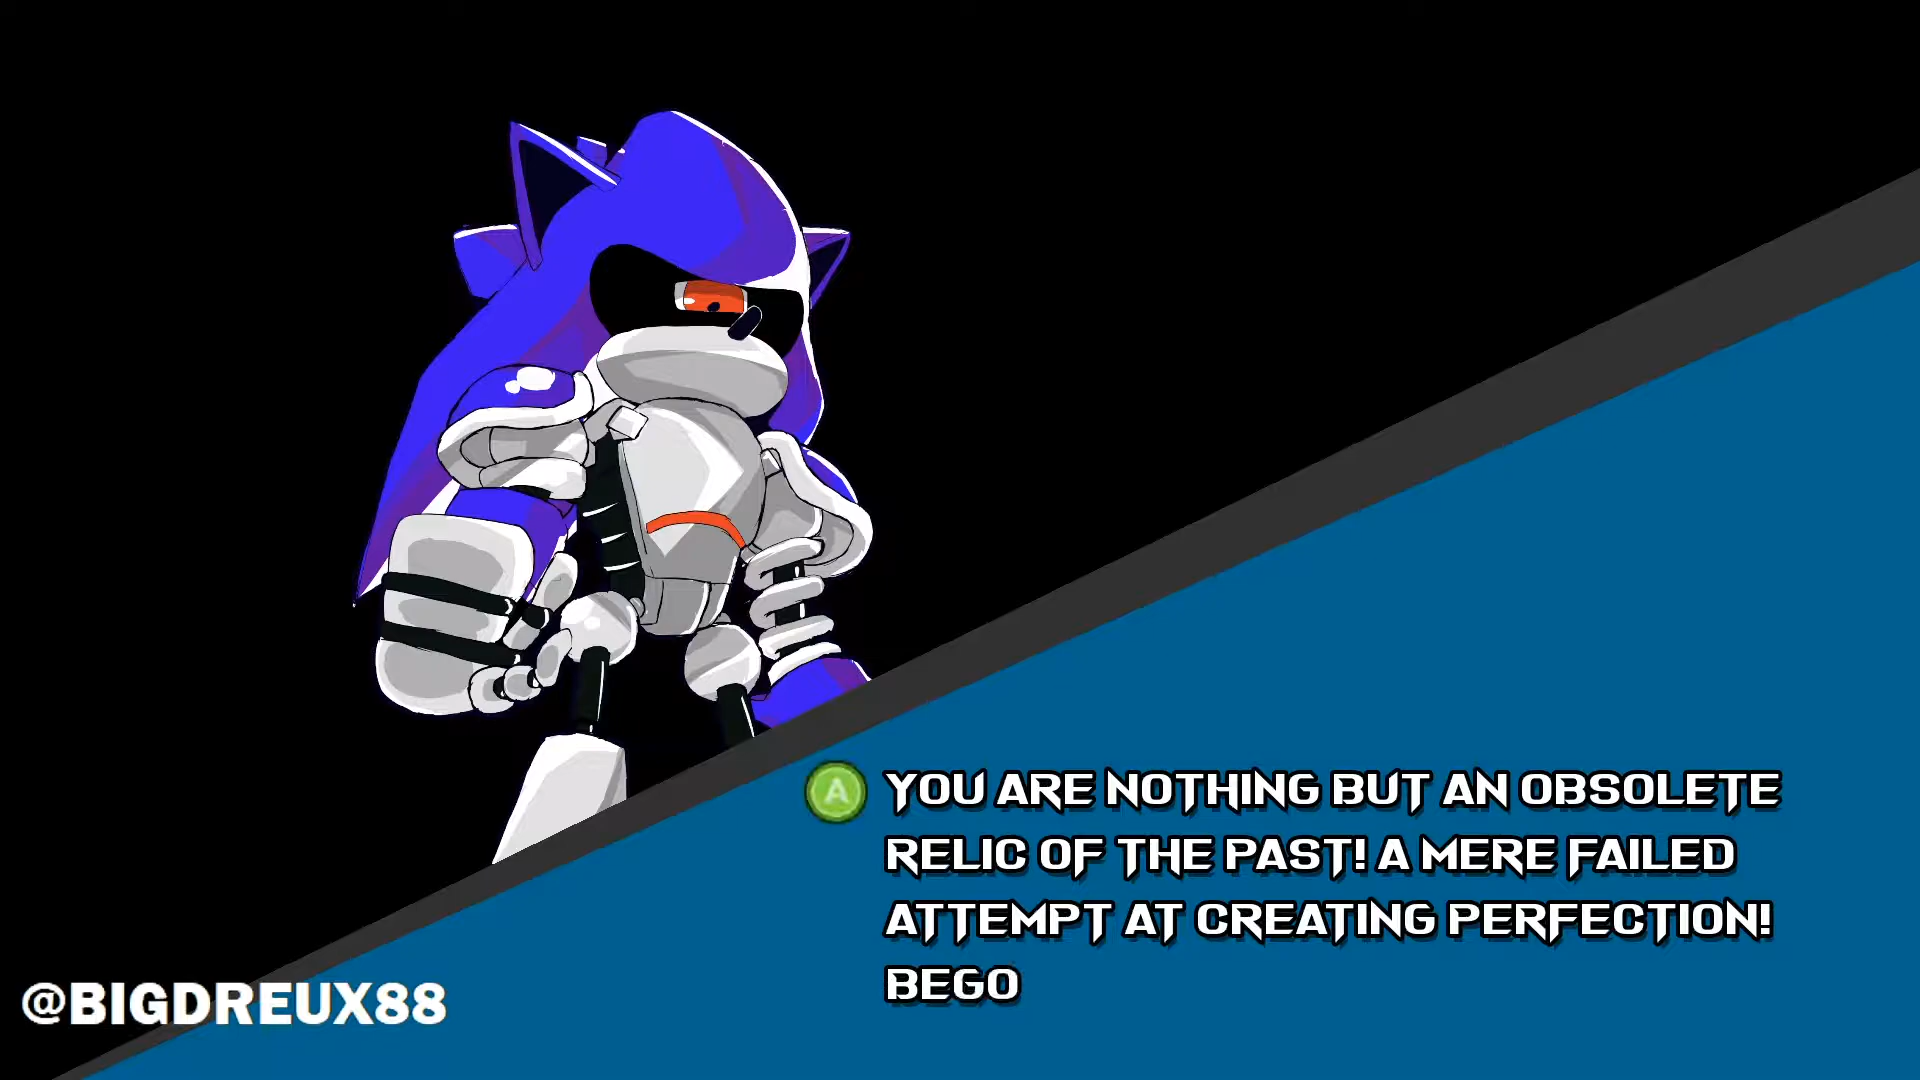 A YOU ARE NOTHING BUT AN OBSOLETE
RELIC OF THE PAST! A MERE FAILED
ATTEMPT AT CREATING PERFECTION!
BEGO
@BIGDREUX88